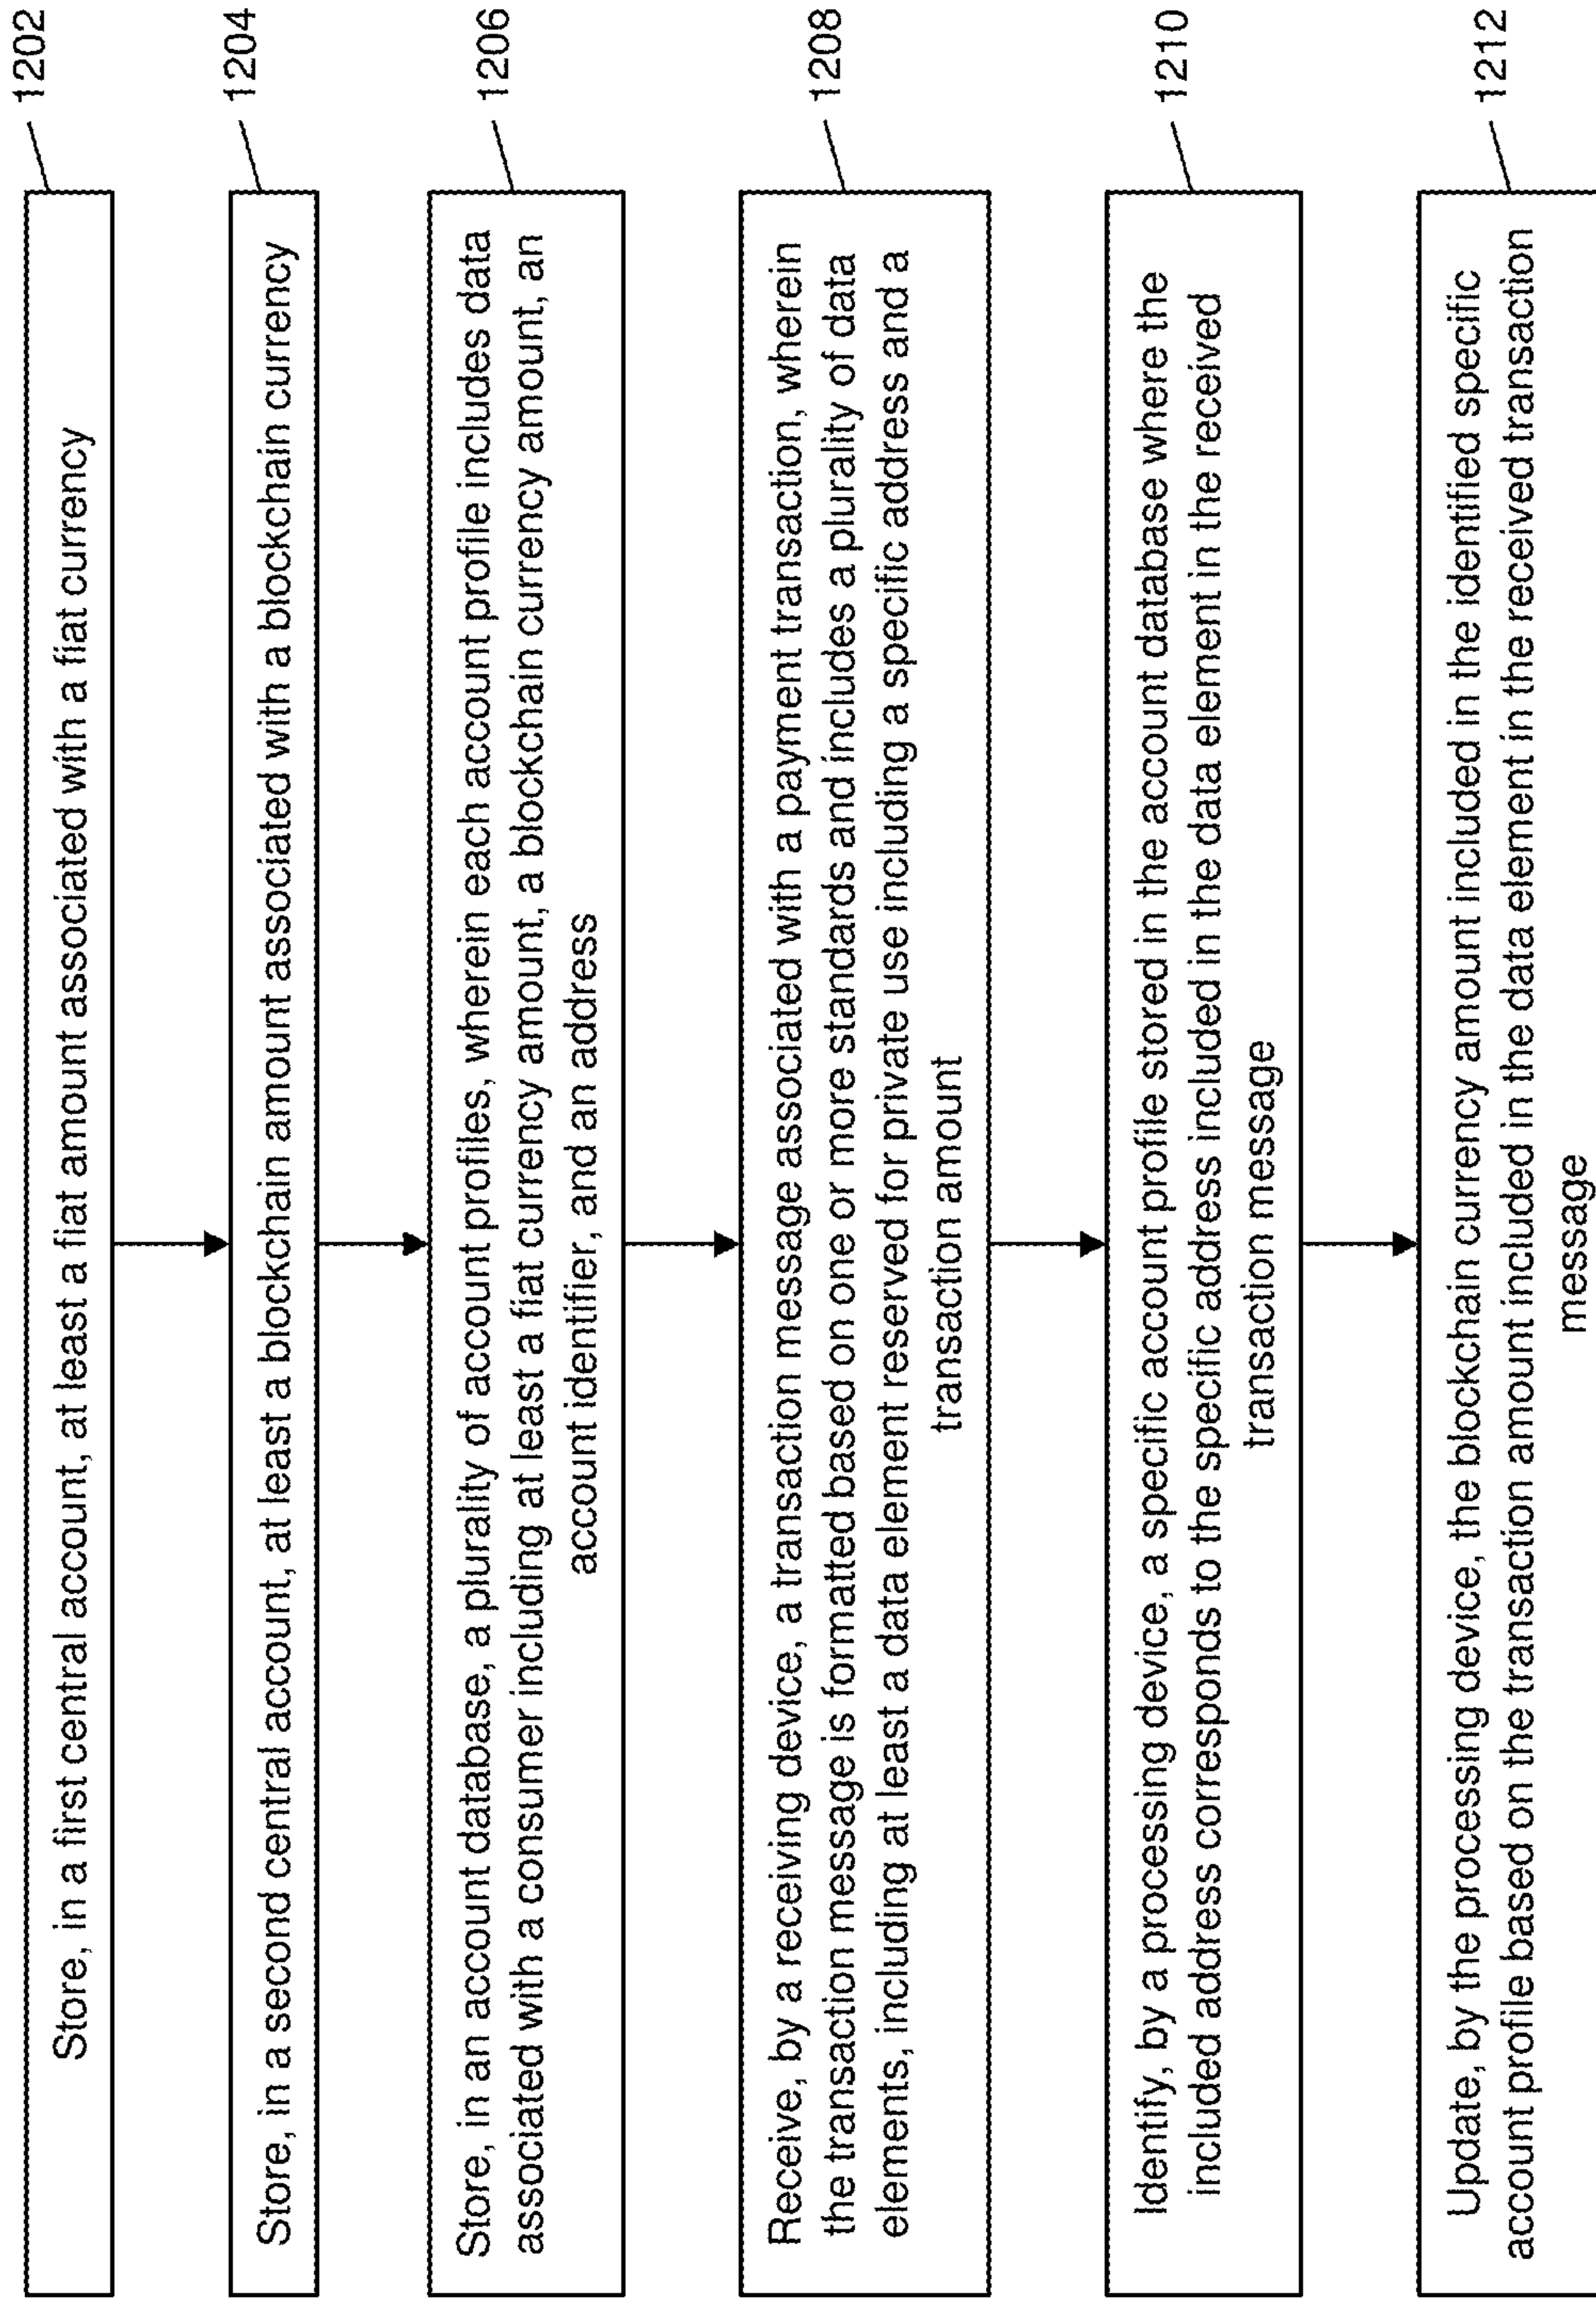 1202
Store, in a first central account, at least a fiat amount associated with a fiat currency
1204
Store, in a second central account, at least a blockchain amount associated with a blockchain currency
1206
Store, in an account database, a plurality of account profiles, wherein each account profile includes data
associated with a consumer including at least a fiat currency amount, a blockchain currency amount, an
account identifier, and an address
1208
Receive, by a receiving device, a transaction message associated with a payment transaction, wherein
the transaction message is formatted based on one or more standards and includes a plurality of data
elements, including at least a data element reserved for private use including a specific address and a
transaction amount
1210
Identify, by a processing device, a specific account profile stored in the account database where the
included address corresponds to the specific address included in the data element in the received
transaction message
1212
Update, by the processing device, the blockchain currency amount included in the identified specific
account profile based on the transaction amount included in the data element in the received transaction
message